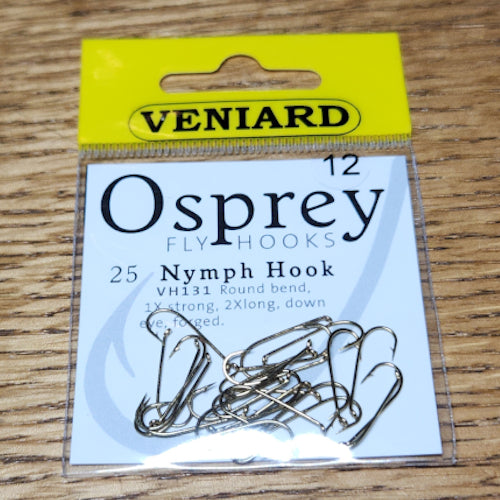 VENIARD
12
Osprey
FLY HOOKS
25 Nymph Hook
VH131 Round bend,
1X strong, 2Xlong, down
eye, forged.